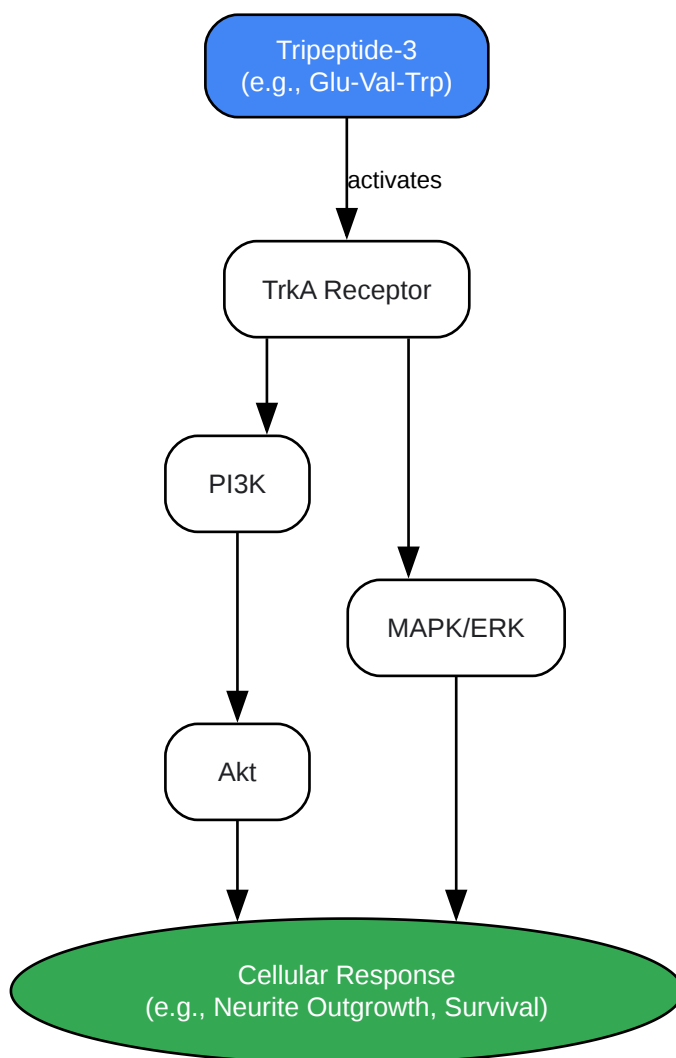 Tripeptide-3
(e.g., Glu-Val-Trp)
activates
TrkA Receptor
PI3K
MAPK/ERK
Akt
Cellular Response
(e.g., Neurite Outgrowth, Survival)